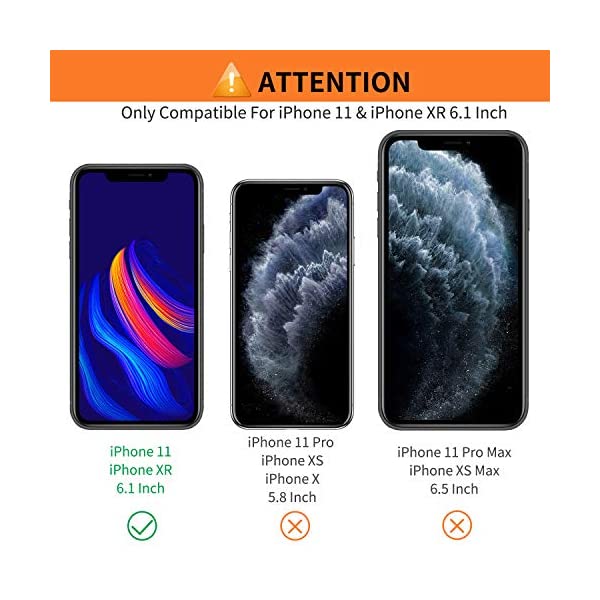 ATTENTION
Only Compatible For iPhone 11 & iPhone XR 6.1 Inch
iPhone 11
iPhone XR
6.1 Inch
iPhone 11 Pro
iPhone XS
iPhone X
5.8 Inch
iPhone 11 Pro Max
iPhone XS Max
6.5 Inch